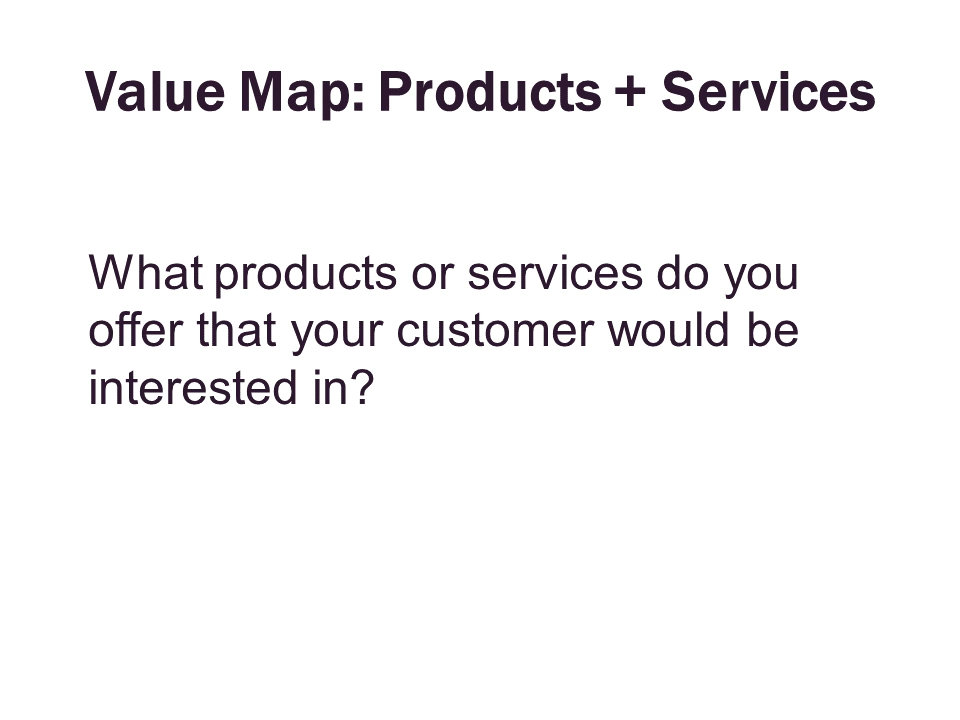 Value Map: Products + Services
What products or services do you
offer that your customer would be
interested in?